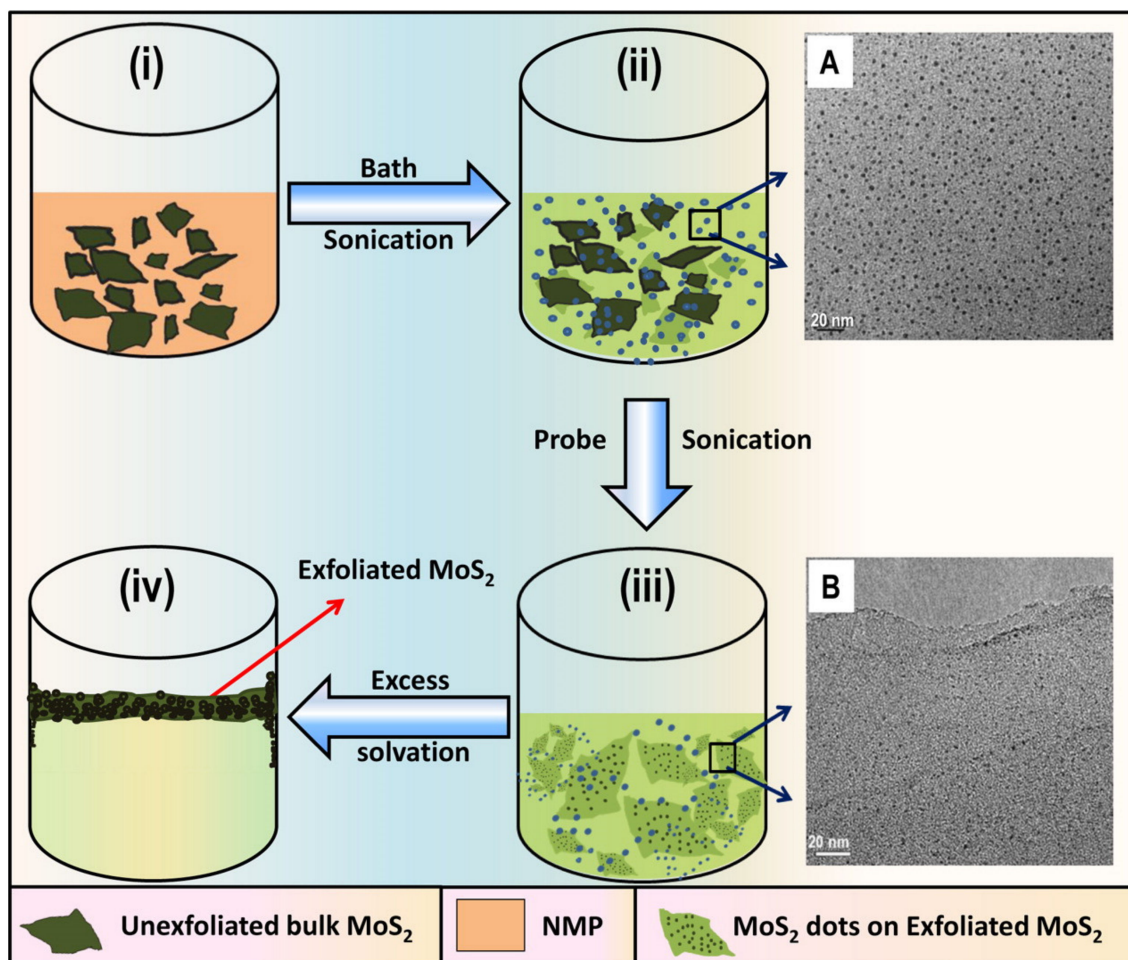 (i)
Bath
Sonication
(ii)
A
20 nm
Probe Sonication
(iv)
Exfoliated MoS₂
Excess
solvation
(iii)
B
20 nm
Unexfoliated bulk MoS₂
NMP
MoS₂ dots on Exfoliated MoS₂